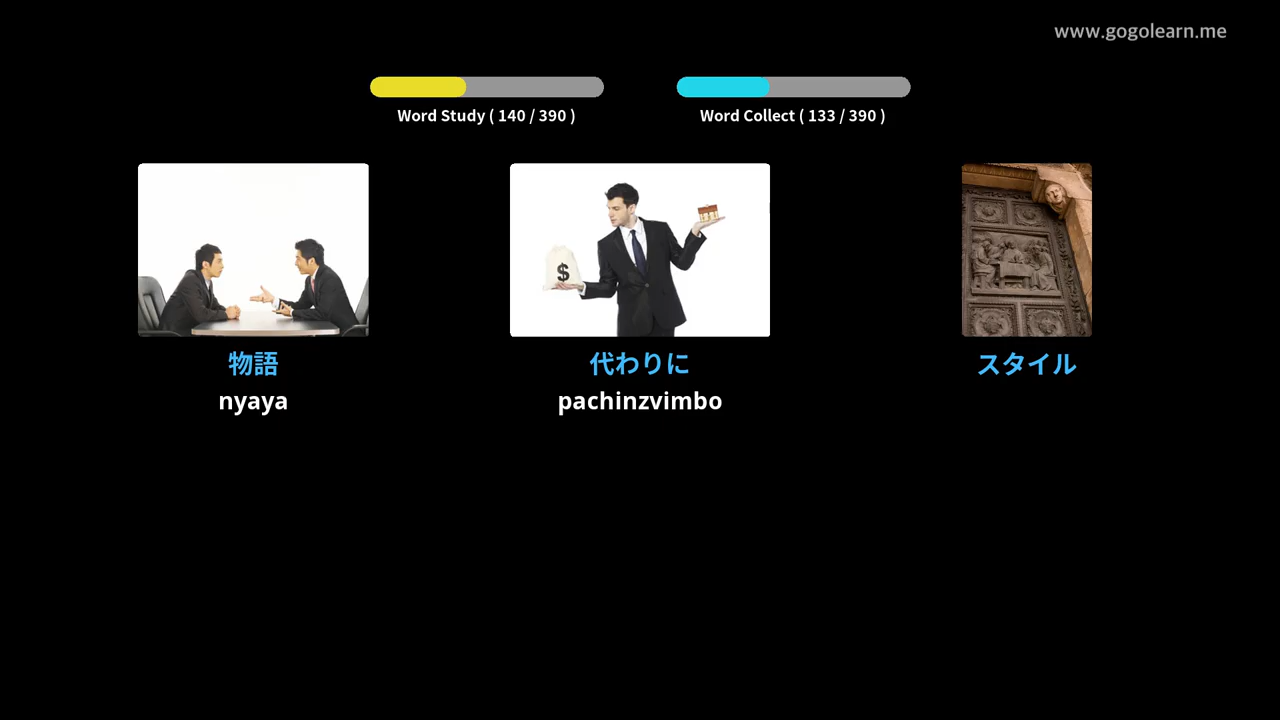 www.gogolearn.me
Word Study ( 140 / 390 )
Word Collect ( 133 / 390 )
$
物語
nyaya
代わりに
pachinzvimbo
スタイル